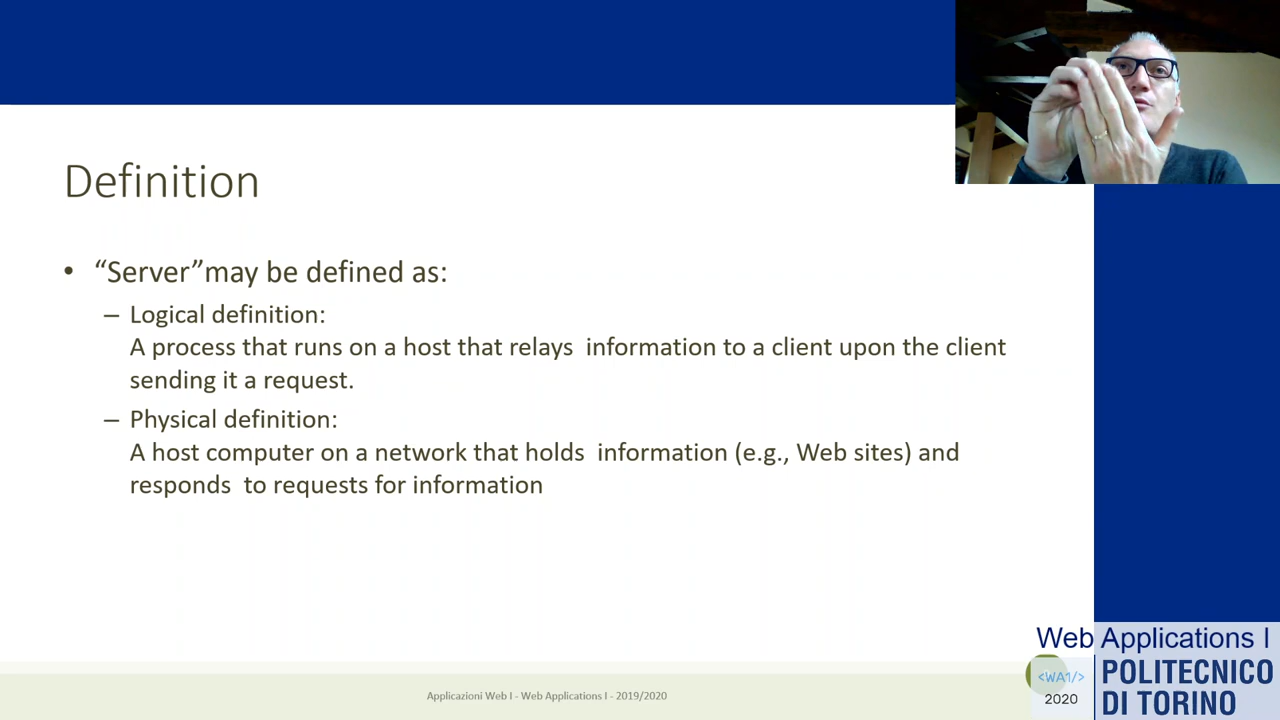 Definition
• “Server”may be defined as:
– Logical definition:
A process that runs on a host that relays information to a client upon the client
sending it a request.
– Physical definition:
A host computer on a network that holds information (e.g., Web sites) and
responds to requests for information
Applicazioni Web I - Web Applications I - 2019/2020
Web Applications I
<WA1/>
2020
POLITECNICO
DI TORINO